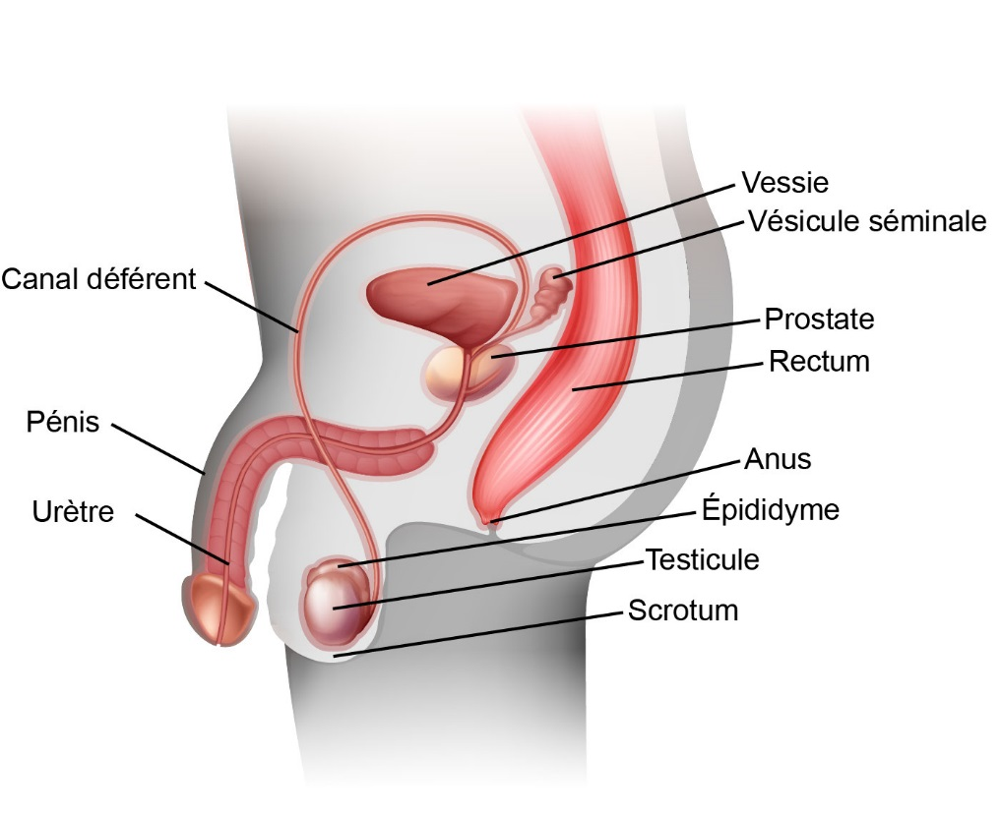 Vessie
Vésicule séminale
Canal déférent
Prostate
Rectum
Pénis
Anus
Urètre
Épididyme
Testicule
Scrotum